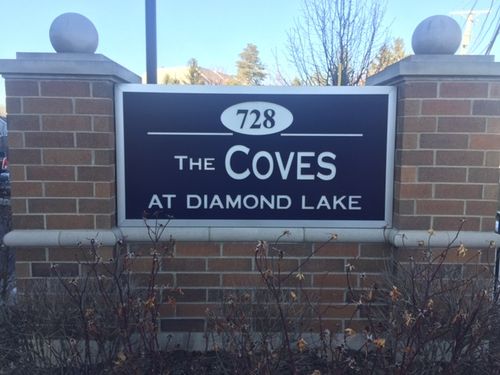 728
THE COVES
AT DIAMOND LAKE